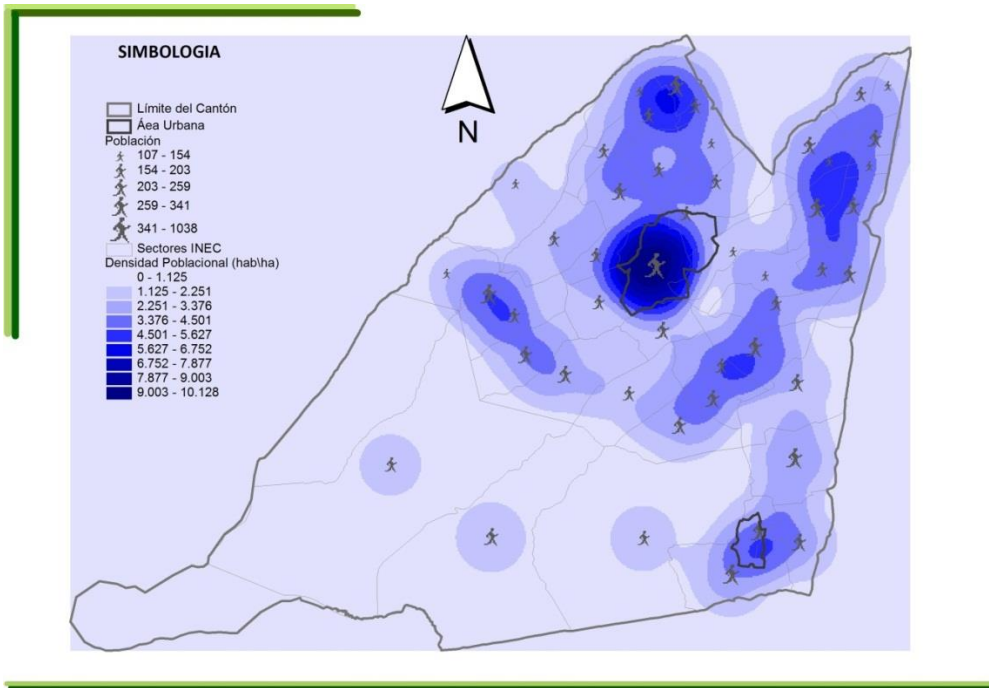 SIMBOLOGIA
N
Límite del Cantón
Áea Urbana
Población
107 - 154
154 - 203
203 - 259
259 - 341
341 - 1038
Sectores INEC
Densidad Poblacional (hab\ha)
0 - 1.125
1.125 - 2.251
2.251 - 3.376
3.376 - 4.501
4.501 - 5.627
5.627 - 6.752
6.752 - 7.877
7.877 - 9.003
9.003 - 10.128